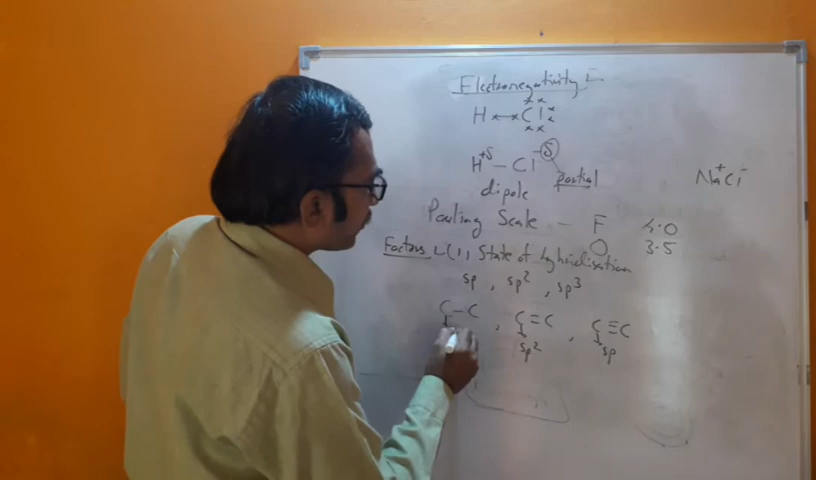 Electronegativity :-
H Cl
H +δ – Cl -δ
dipole partial
Na+Cl-
Pauling Scale – F 4.0
O 3.5
Factors :- (1) State of hybridisation
sp , sp2 , sp3
C–C , C=C , C≡C
sp2 sp